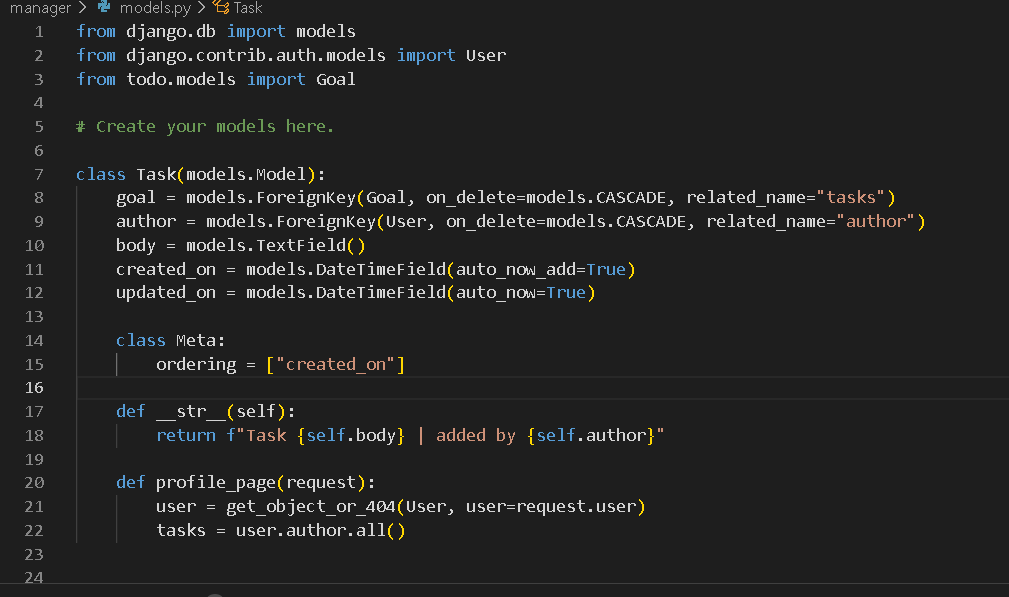 manager > models.py > Task
1 from django.db import models
2 from django.contrib.auth.models import User
3 from todo.models import Goal
4
5 # Create your models here.
6
7 class Task(models.Model):
8     goal = models.ForeignKey(Goal, on_delete=models.CASCADE, related_name="tasks")
9     author = models.ForeignKey(User, on_delete=models.CASCADE, related_name="author")
10     body = models.TextField()
11     created_on = models.DateTimeField(auto_now_add=True)
12     updated_on = models.DateTimeField(auto_now=True)
13
14     class Meta:
15         ordering = ["created_on"]
16
17     def __str__(self):
18         return f"Task {self.body} | added by {self.author}"
19
20     def profile_page(request):
21         user = get_object_or_404(User, user=request.user)
22         tasks = user.author.all()
23
24